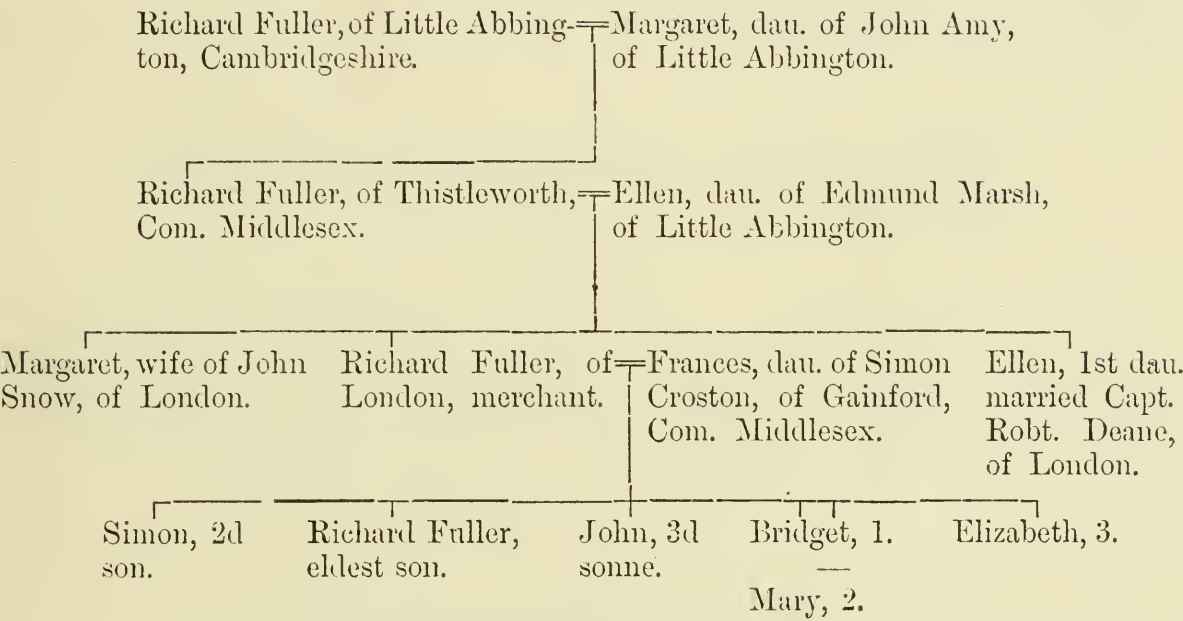 Richard Fuller, of Little Abbing-
ton, Cambridgeshire.
Margaret, dau. of John Amy,
of Little Abbington.
Richard Fuller, of Thistleworth,
Com. Middlesex.
Ellen, dau. of Edmund Marsh,
of Little Abbington.
Margaret, wife of John
Snow, of London.
Richard Fuller, of
London, merchant.
Frances, dau. of Simon
Croston, of Gainford,
Com. Middlesex.
Ellen, 1st dau.
married Capt.
Robt. Deane,
of London.
Simon, 2d
son.
Richard Fuller,
eldest son.
John, 3d
sonne.
Bridget, 1.
—
Mary, 2.
Elizabeth, 3.